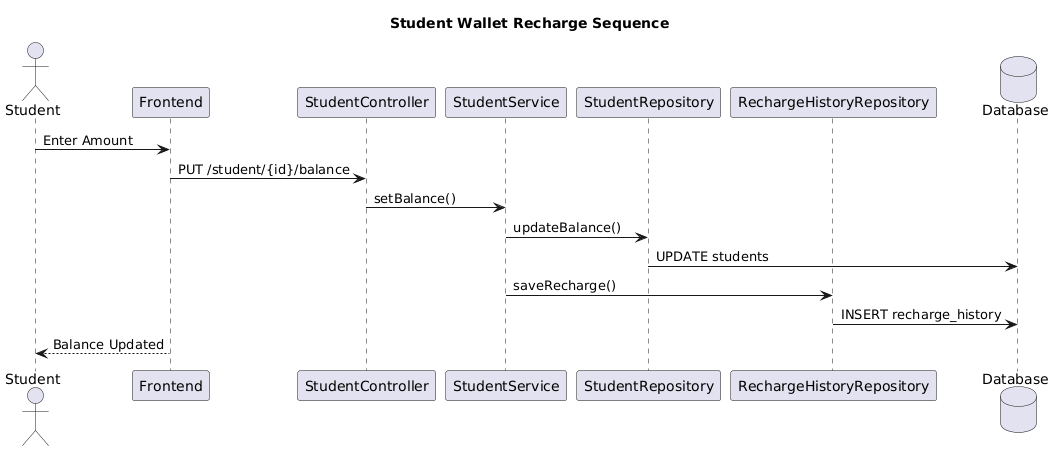 Student Wallet Recharge Sequence
Student
Frontend
StudentController
StudentService
StudentRepository
RechargeHistoryRepository
Database
Enter Amount
PUT /student/{id}/balance
setBalance()
updateBalance()
UPDATE students
saveRecharge()
INSERT recharge_history
Balance Updated
Student
Frontend
StudentController
StudentService
StudentRepository
RechargeHistoryRepository
Database